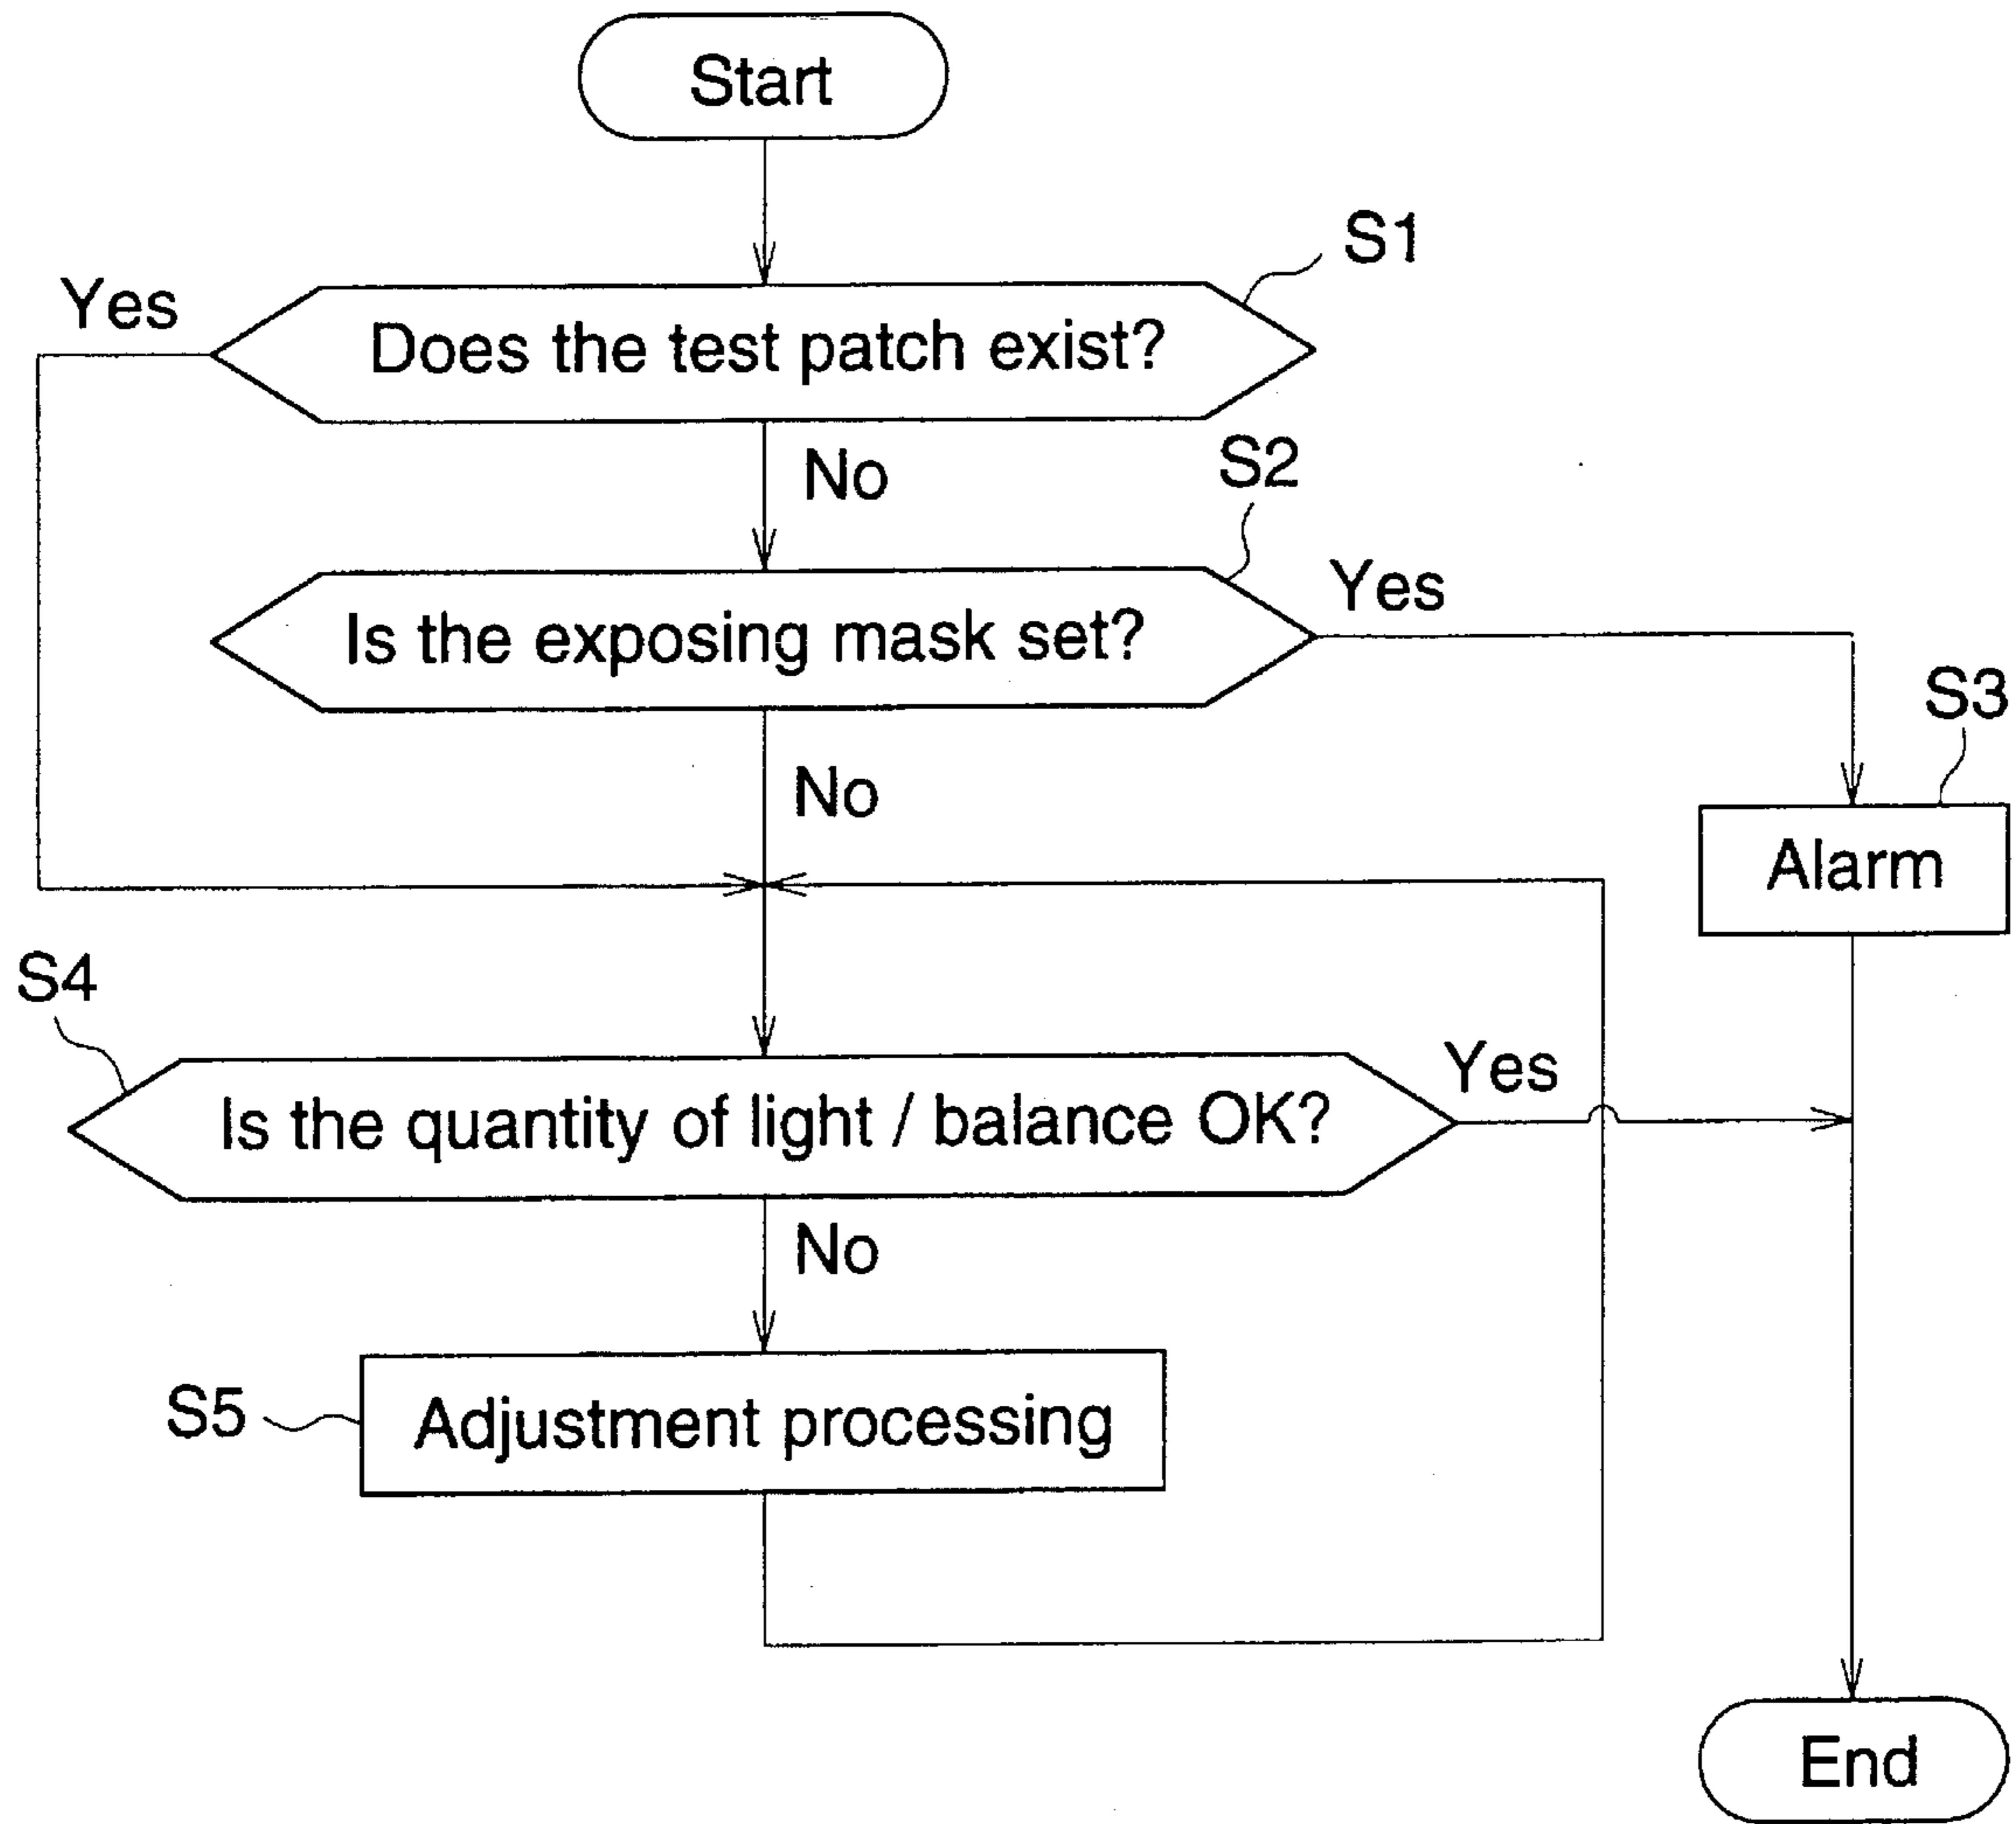 Start
S1
Yes
Does the test patch exist?
No
S2
Yes
Is the exposing mask set?
S3
No
Alarm
S4
Yes
Is the quantity of light / balance OK?
No
S5
Adjustment processing
End